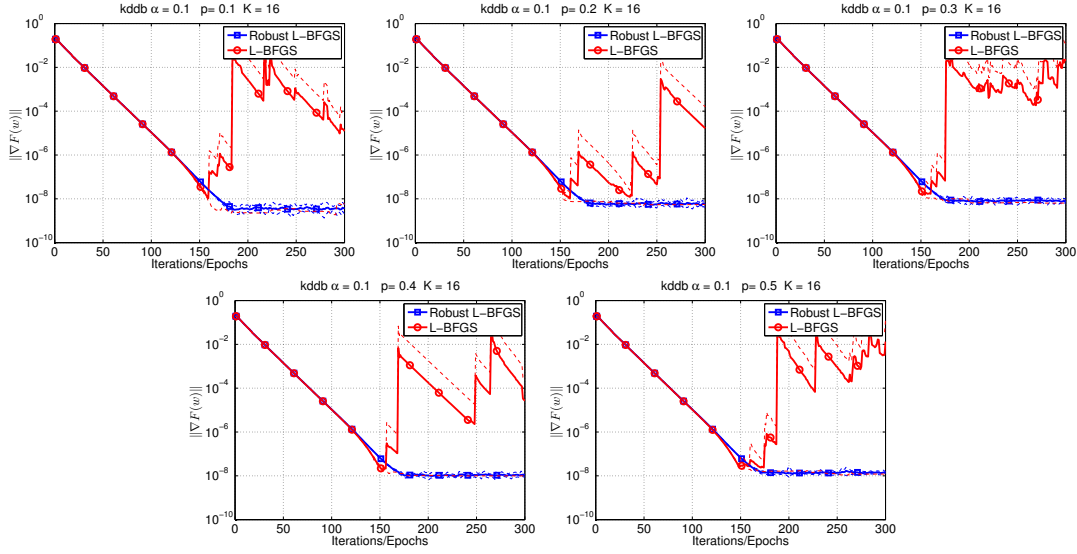 kddb α = 0.1 p= 0.1 K = 16
10^0
10^−2
10^−4
10^−6
10^−8
10^−10
||∇F(w)||
0 50 100 150 200 250 300
Iterations/Epochs
Robust L−BFGS
L−BFGS
kddb α = 0.1 p= 0.2 K = 16
10^0
10^−2
10^−4
10^−6
10^−8
10^−10
||∇F(w)||
0 50 100 150 200 250 300
Iterations/Epochs
Robust L−BFGS
L−BFGS
kddb α = 0.1 p= 0.3 K = 16
10^0
10^−2
10^−4
10^−6
10^−8
10^−10
||∇F(w)||
0 50 100 150 200 250 300
Iterations/Epochs
Robust L−BFGS
L−BFGS
kddb α = 0.1 p= 0.4 K = 16
10^0
10^−2
10^−4
10^−6
10^−8
10^−10
||∇F(w)||
0 50 100 150 200 250 300
Iterations/Epochs
Robust L−BFGS
L−BFGS
kddb α = 0.1 p= 0.5 K = 16
10^0
10^−2
10^−4
10^−6
10^−8
10^−10
||∇F(w)||
0 50 100 150 200 250 300
Iterations/Epochs
Robust L−BFGS
L−BFGS